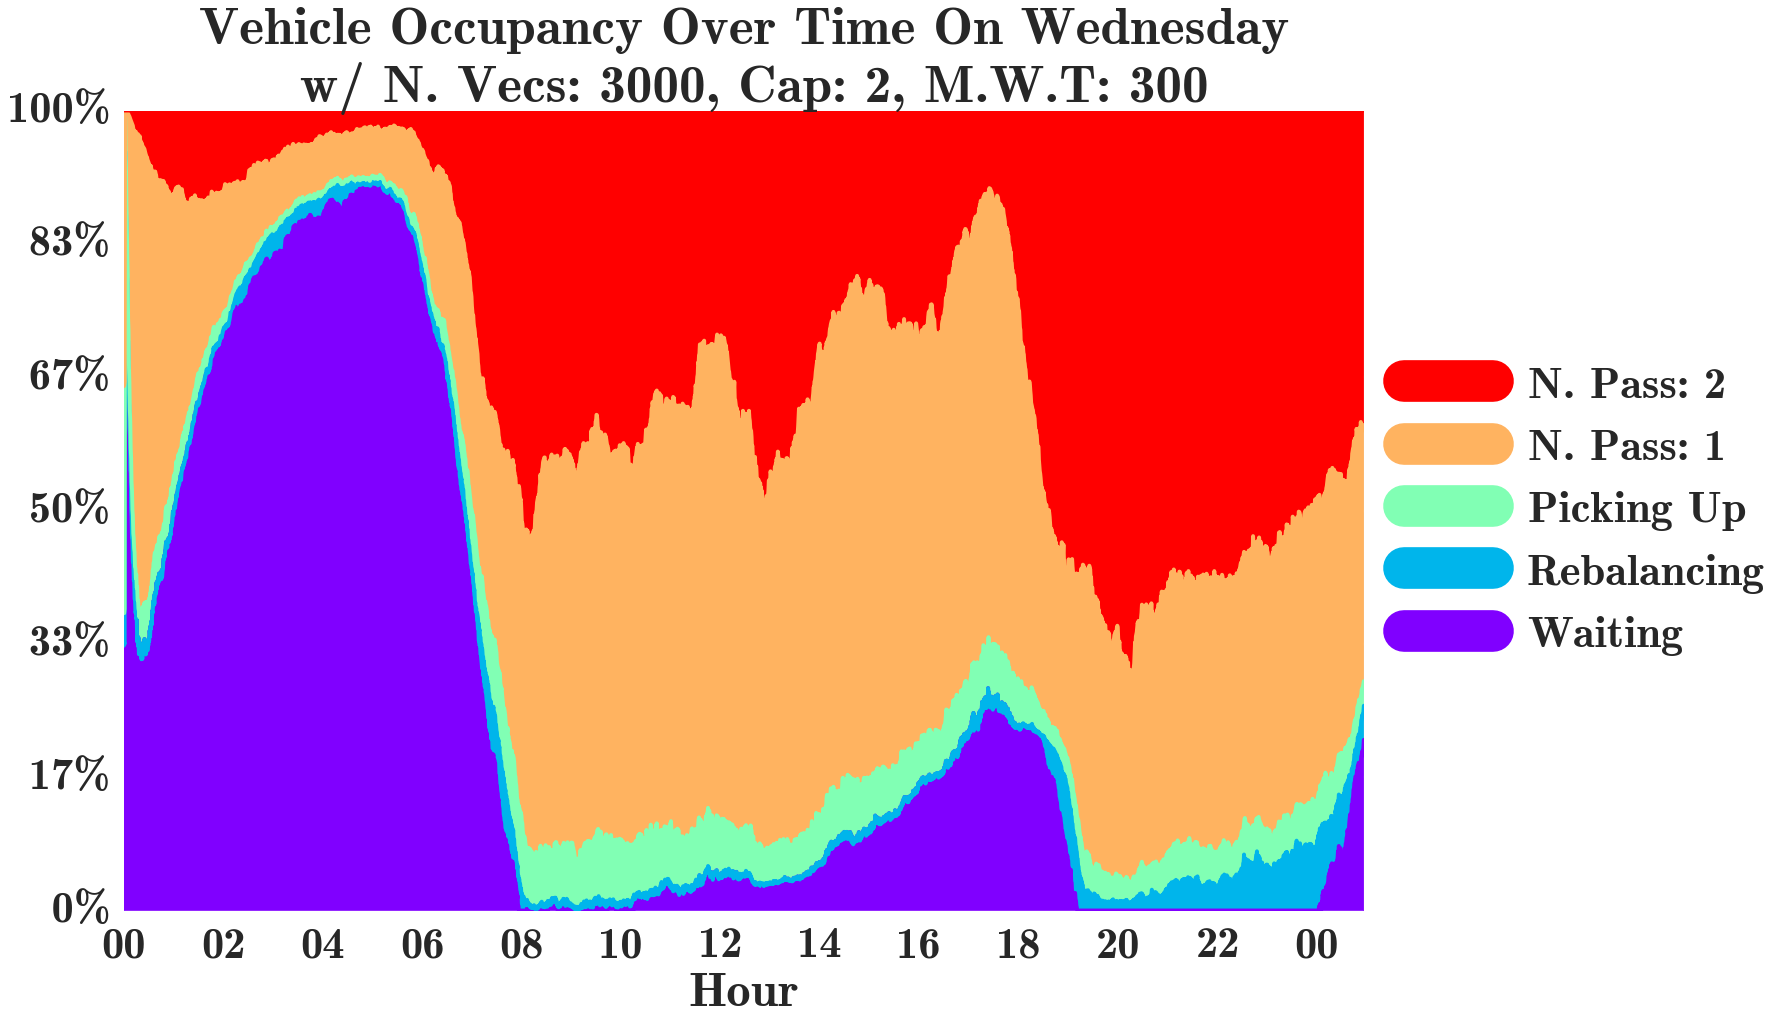 Vehicle Occupancy Over Time On Wednesday
w/ N. Vecs: 3000, Cap: 2, M.W.T: 300
100%
83%
67%
50%
33%
17%
0%
00 02 04 06 08 10 12 14 16 18 20 22 00
Hour
N. Pass: 2
N. Pass: 1
Picking Up
Rebalancing
Waiting